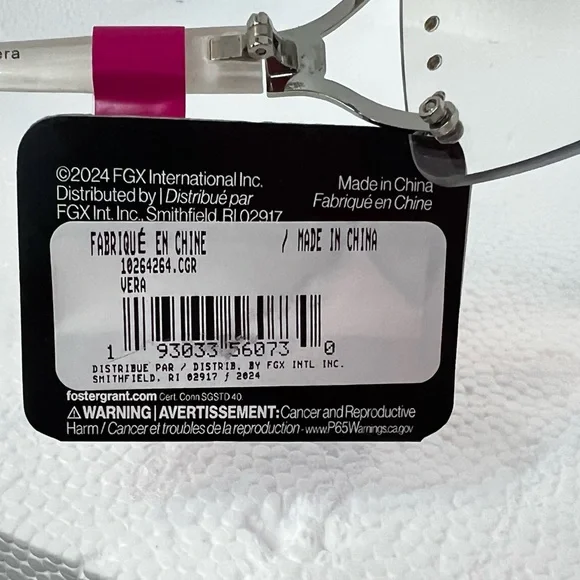 era
©2024 FGX International Inc.
Distributed by | Distribué par
FGX Int. Inc., Smithfield, RI 02917
Made in China
Fabriqué en Chine
FABRIQUÉ EN CHINE / MADE IN CHINA
10264264.CGR
VERA
1 93033 56073 0
DISTRIBUE PAR / DISTRIB. BY FGX INTL INC.
SMITHFIELD, RI 02917 / 2024
fostergrant.com Cert. Conn SGSTD 40
⚠ WARNING | AVERTISSEMENT: Cancer and Reproductive
Harm / Cancer et troubles de la reproduction - www.P65Warnings.ca.gov